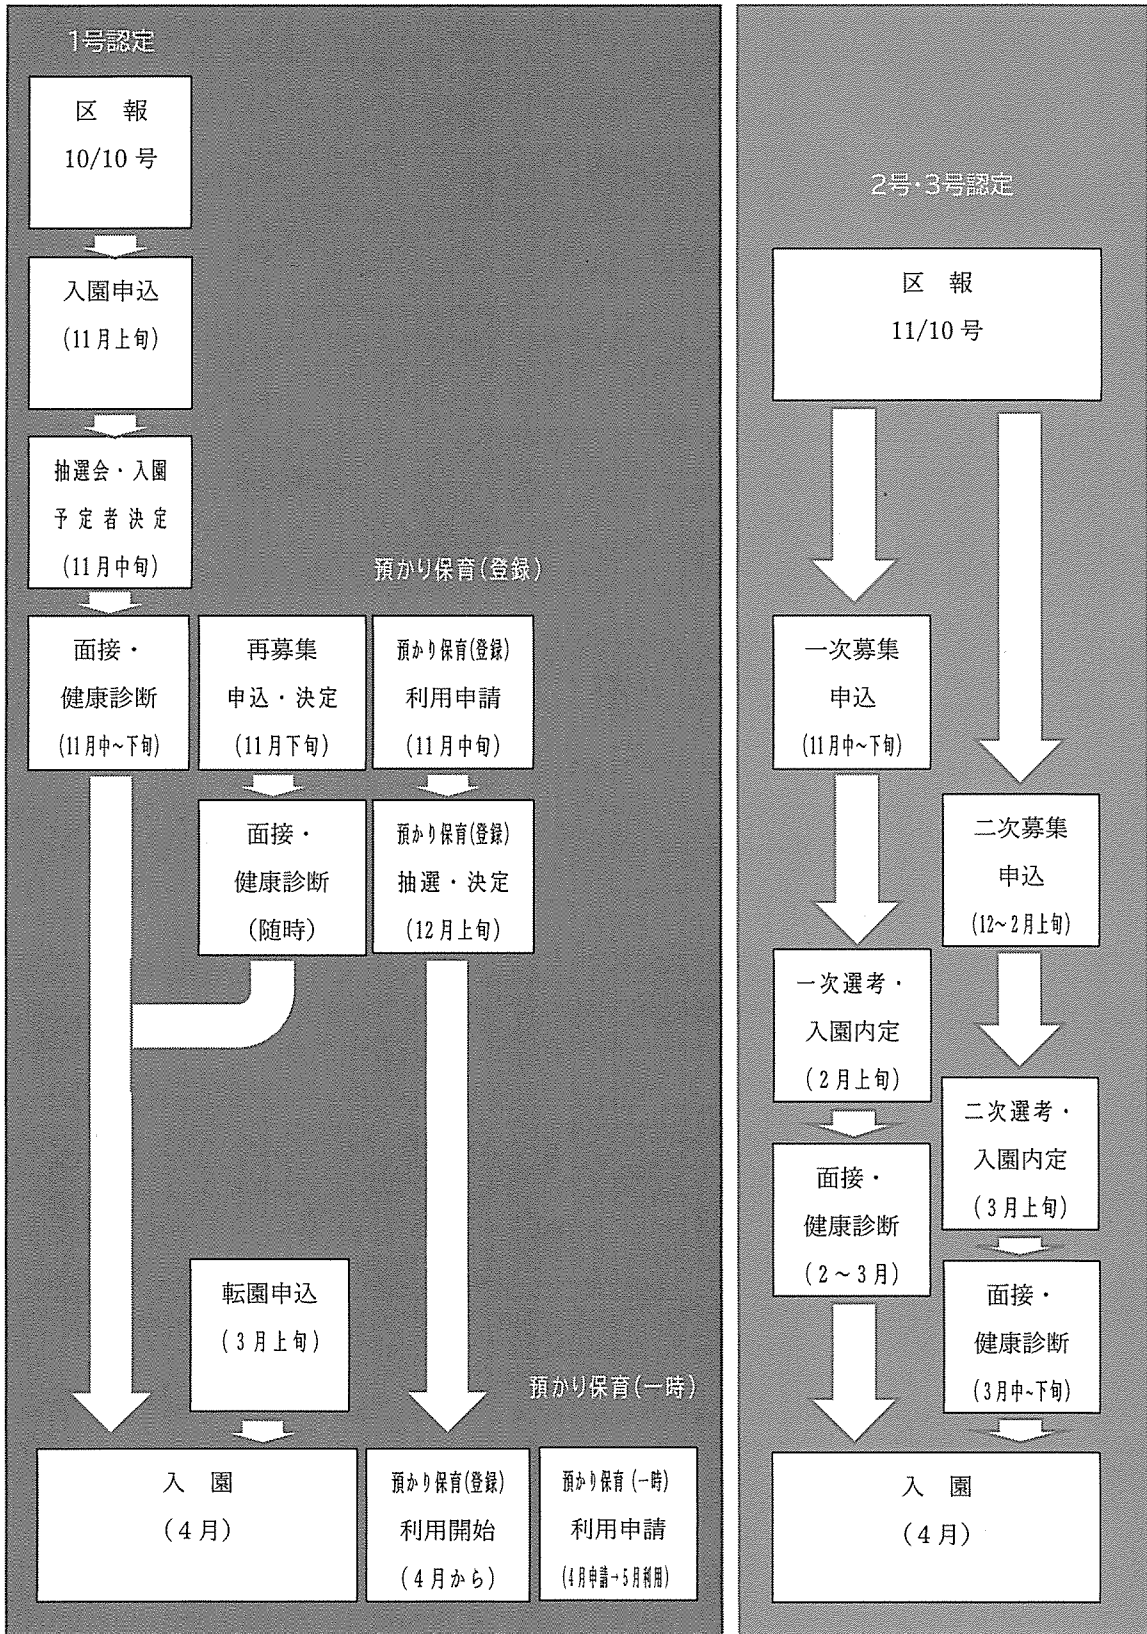 1号認定
区 報
10/10 号
入園申込
(11月上旬)
抽選会・入園
予定者決定
(11月中旬)
預かり保育(登録)
面接・
健康診断
(11月中~下旬)
再募集
申込・決定
(11月下旬)
預かり保育(登録)
利用申請
(11月中旬)
面接・
健康診断
(随時)
預かり保育(登録)
抽選・決定
(12月上旬)
転園申込
(3月上旬)
預かり保育(一時)
入 園
(4月)
預かり保育(登録)
利用開始
(4月から)
預かり保育(一時)
利用申請
(4月申請→5月利用)
2号・3号認定
区 報
11/10 号
一次募集
申込
(11月中~下旬)
二次募集
申込
(12~2月上旬)
一次選考・
入園内定
(2月上旬)
二次選考・
入園内定
(3月上旬)
面接・
健康診断
(2~3月)
面接・
健康診断
(3月中~下旬)
入 園
(4月)